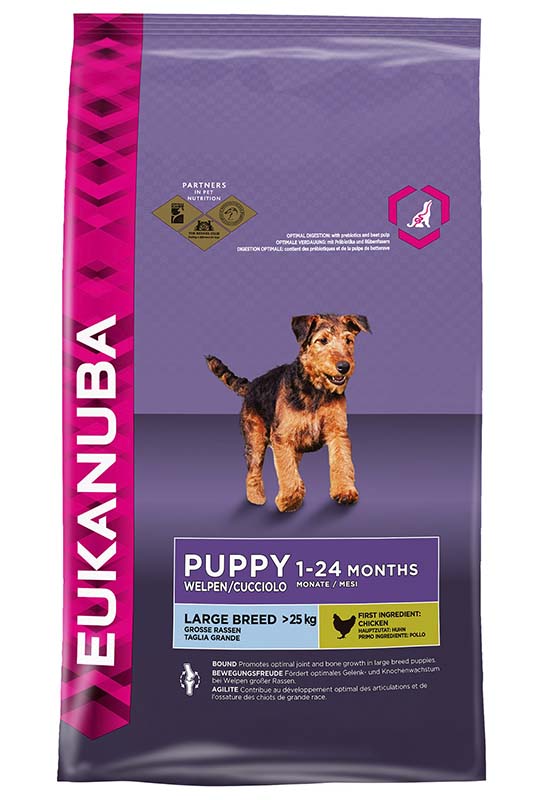 EUKANUBA
PARTNERS
IN PET
NUTRITION
THE KENNEL CLUB
OPTIMAL DIGESTION: with prebiotics and beet pulp
OPTIMALE VERDAUUNG: mit Präbiotika und Rübenfasern
DIGESTION OPTIMALE: contient des prébiotiques et de la pulpe de betterave
PUPPY 1-24 MONTHS
WELPEN/CUCCIOLO MONATE / MESI
LARGE BREED >25kg
GROSSE RASSEN
TAGLIA GRANDE
FIRST INGREDIENT:
CHICKEN
HAUPTZUTAT: HUHN
PRIMO INGREDIENTE: POLLO
BOUND Promotes optimal joint and bone growth in large breed puppies.
BEWEGUNGSFREUDE Fördert optimales Gelenk- und Knochenwachstum
bei Welpen großer Rassen.
AGILITE Contribue au développement optimal des articulations et de
l'ossature des chiots de grande race.